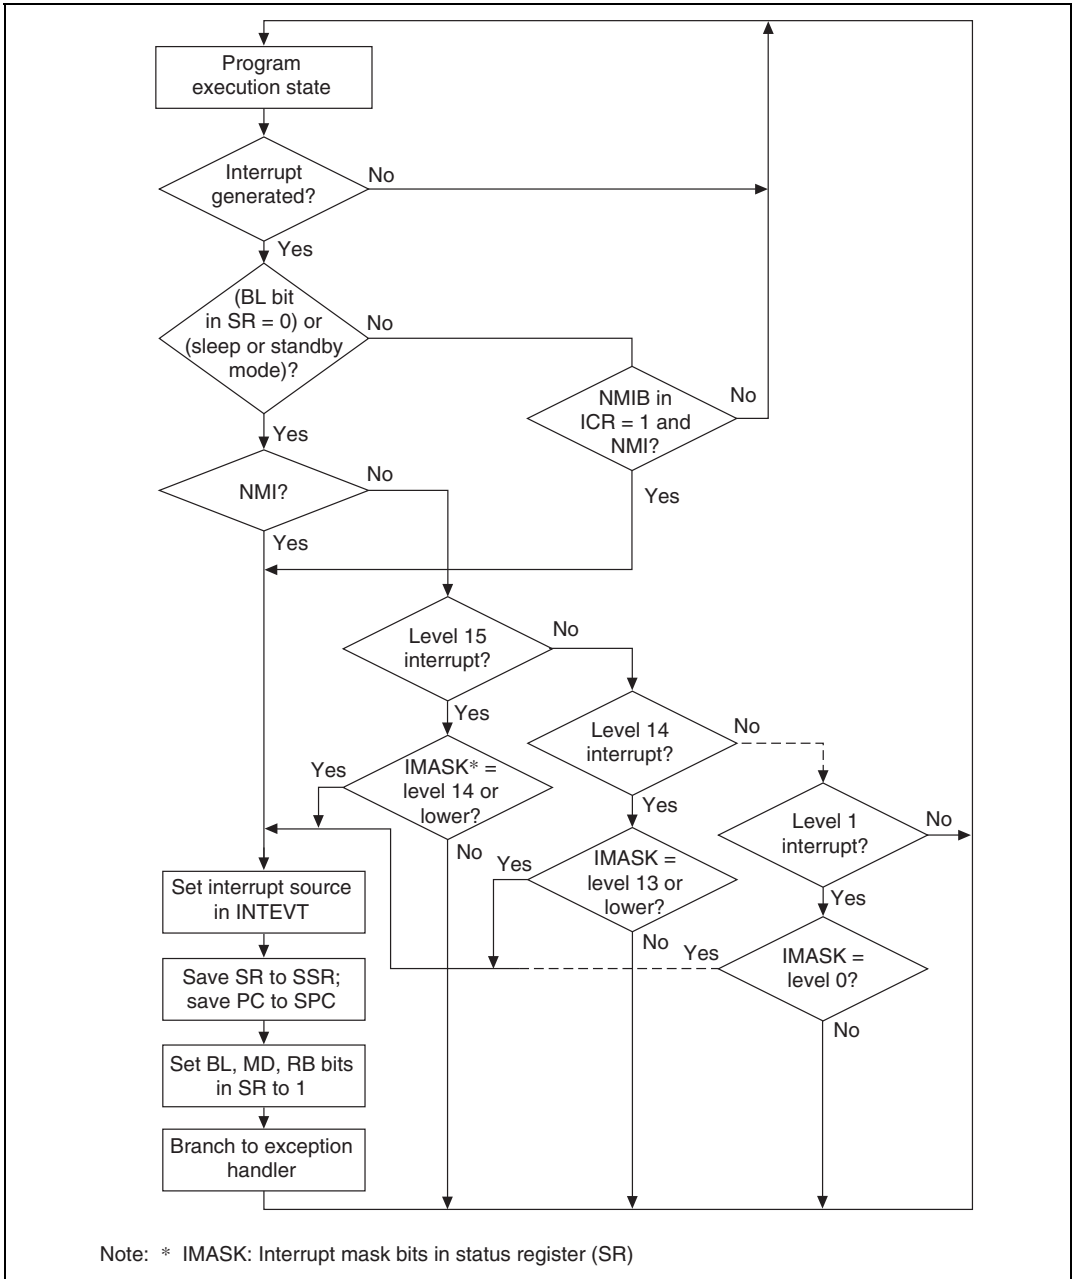 Program
execution state
Interrupt
generated?
No
Yes
(BL bit
in SR = 0) or
(sleep or standby
mode)?
No
Yes
NMIB in
ICR = 1 and
NMI?
No
Yes
NMI?
No
Yes
Level 15
interrupt?
No
Yes
Level 14
interrupt?
No
Yes
IMASK* =
level 14 or
lower?
Yes
No
Level 1
interrupt?
No
Yes
IMASK =
level 13 or
lower?
Yes
No
IMASK =
level 0?
Yes
No
Set interrupt source
in INTEVT
Save SR to SSR;
save PC to SPC
Set BL, MD, RB bits
in SR to 1
Branch to exception
handler
Note: * IMASK: Interrupt mask bits in status register (SR)